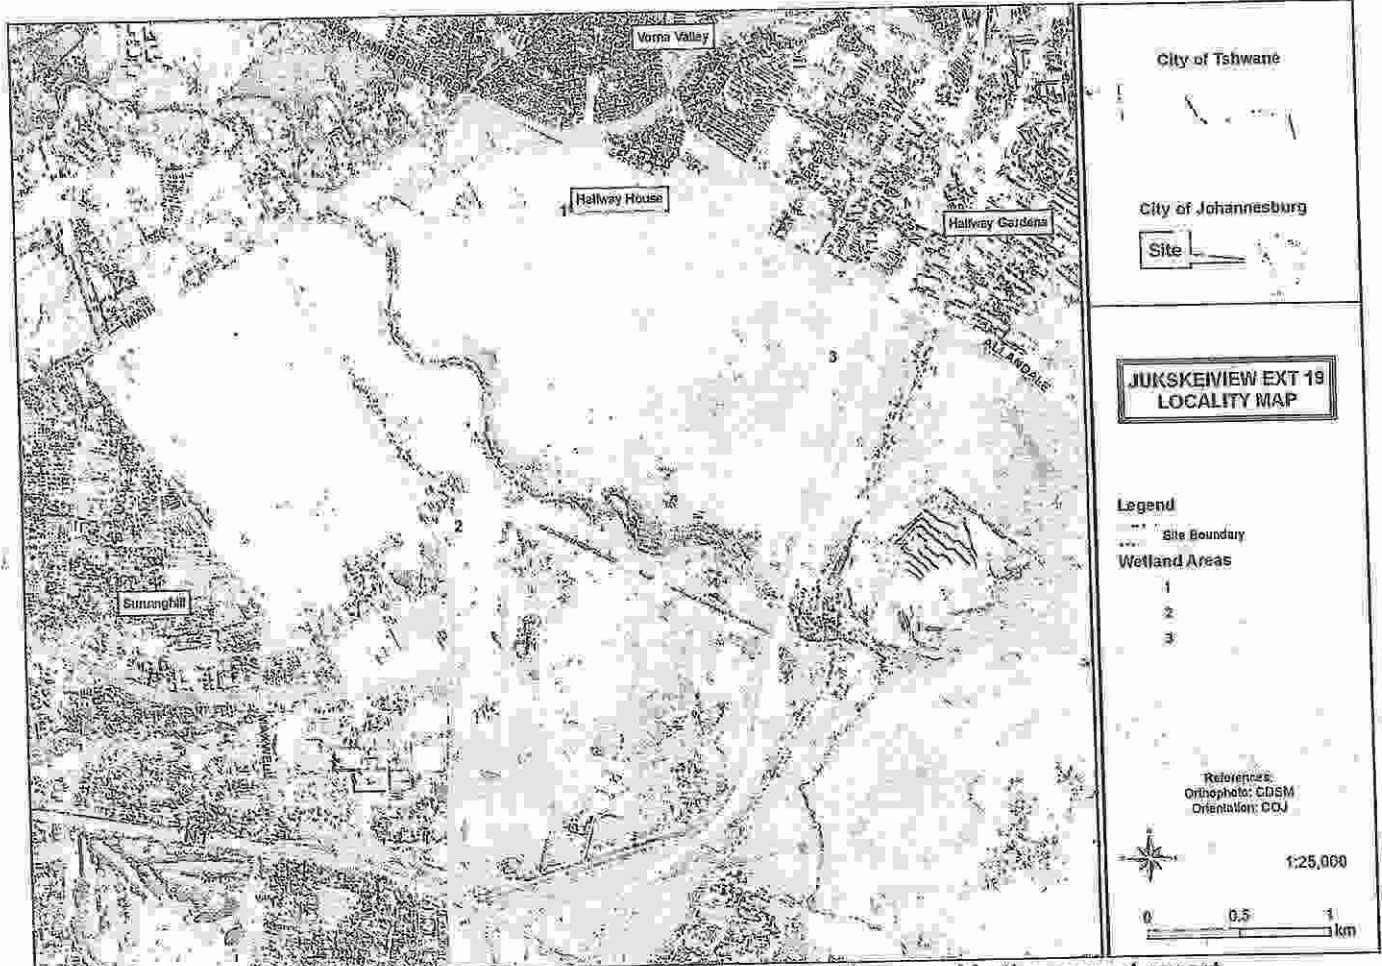 Vorna Valley
Halfway House
1
Halfway Gardens
MAIN
3
ALLANDALE
2
Sunninghill
MAXWELL
City of Tshwane
City of Johannesburg
Site
JUKSKEIVIEW EXT 19
LOCALITY MAP
Legend
Site Boundary
Wetland Areas
1
2
3
References:
Orthophoto: CDSM
Orientation: COJ
1:25,000
0 0.5 1
km